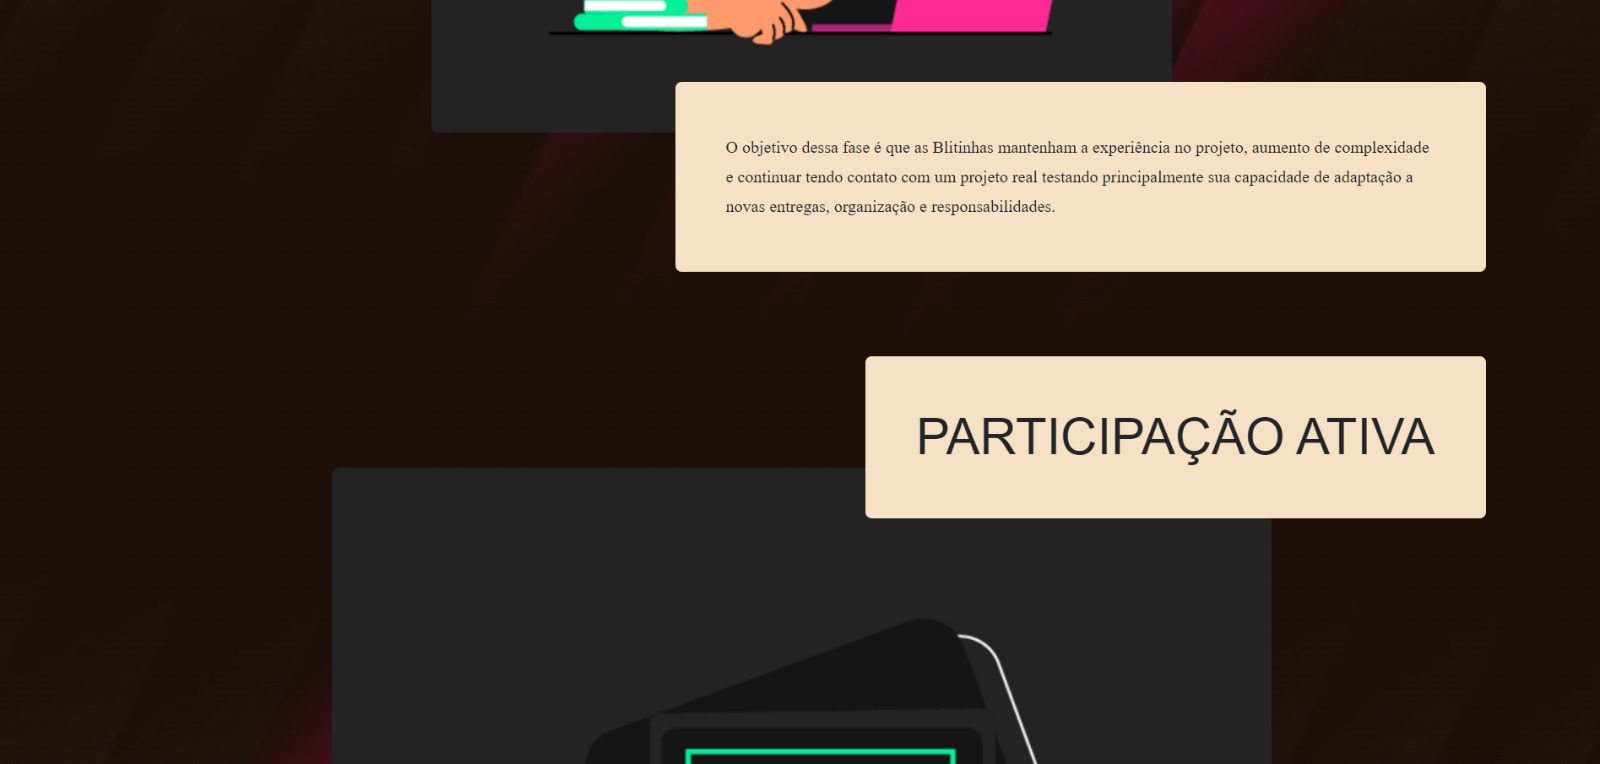 O objetivo dessa fase é que as Blitinhas mantenham a experiência no projeto, aumento de complexidade
e continuar tendo contato com um projeto real testando principalmente sua capacidade de adaptação a
novas entregas, organização e responsabilidades.
PARTICIPAÇÃO ATIVA